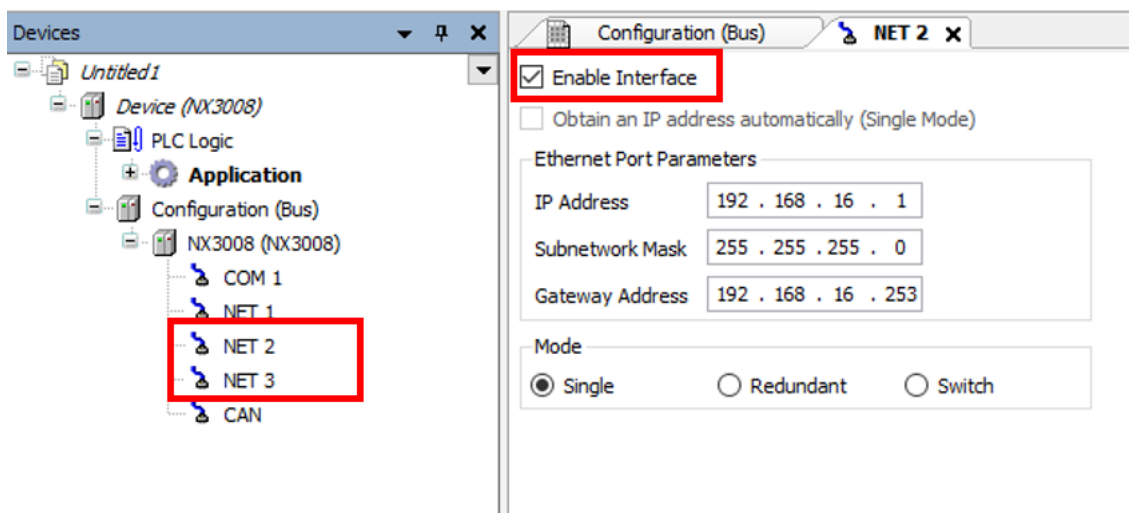 Devices
Untitled1
Device (NX3008)
PLC Logic
Application
Configuration (Bus)
NX3008 (NX3008)
COM 1
NET 1
NET 2
NET 3
CAN
Configuration (Bus)
NET 2
Enable Interface
Obtain an IP address automatically (Single Mode)
Ethernet Port Parameters
IP Address 192 . 168 . 16 . 1
Subnetwork Mask 255 . 255 . 255 . 0
Gateway Address 192 . 168 . 16 . 253
Mode
Single Redundant Switch